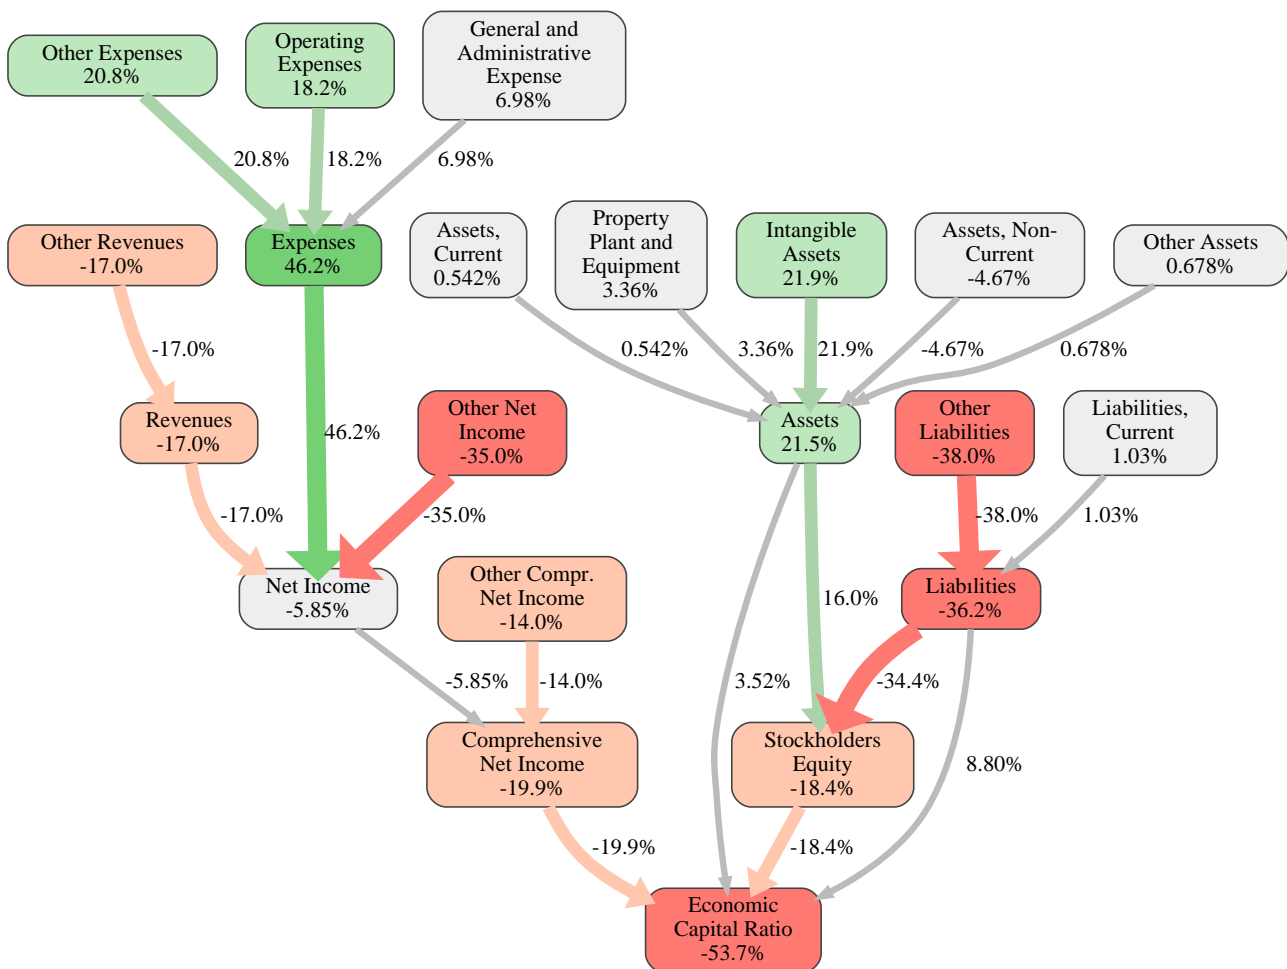 Other Expenses
20.8%
Operating
Expenses
18.2%
General and
Administrative
Expense
6.98%
20.8%
18.2%
6.98%
Other Revenues
-17.0%
Expenses
46.2%
Assets,
Current
0.542%
Property
Plant and
Equipment
3.36%
Intangible
Assets
21.9%
Assets, Non-
Current
-4.67%
Other Assets
0.678%
-17.0%
0.542%
3.36%
21.9%
-4.67%
0.678%
Revenues
-17.0%
46.2%
Other Net
Income
-35.0%
Assets
21.5%
Other
Liabilities
-38.0%
Liabilities,
Current
1.03%
-17.0%
-35.0%
-38.0%
1.03%
Net Income
-5.85%
Other Compr.
Net Income
-14.0%
16.0%
Liabilities
-36.2%
-5.85%
-14.0%
3.52%
-34.4%
Comprehensive
Net Income
-19.9%
Stockholders
Equity
-18.4%
8.80%
-19.9%
-18.4%
Economic
Capital Ratio
-53.7%